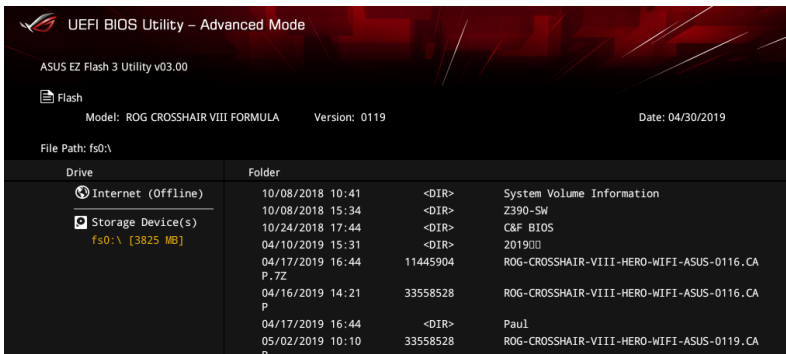 UEFI BIOS Utility – Advanced Mode
ASUS EZ Flash 3 Utility v03.00
Flash
Model: ROG CROSSHAIR VIII FORMULA Version: 0119 Date: 04/30/2019
File Path: fs0:\
Drive Folder
Internet (Offline) 10/08/2018 10:41 <DIR> System Volume Information
10/08/2018 15:34 <DIR> Z390-SW
Storage Device(s) 10/24/2018 17:44 <DIR> C&F BIOS
fs0:\ [3825 MB] 04/10/2019 15:31 <DIR> 2019▯▯
04/17/2019 16:44 11445904 ROG-CROSSHAIR-VIII-HERO-WIFI-ASUS-0116.CA
P.7Z
04/16/2019 14:21 33558528 ROG-CROSSHAIR-VIII-HERO-WIFI-ASUS-0116.CA
P
04/17/2019 16:44 <DIR> Paul
05/02/2019 10:10 33558528 ROG-CROSSHAIR-VIII-HERO-WIFI-ASUS-0119.CA